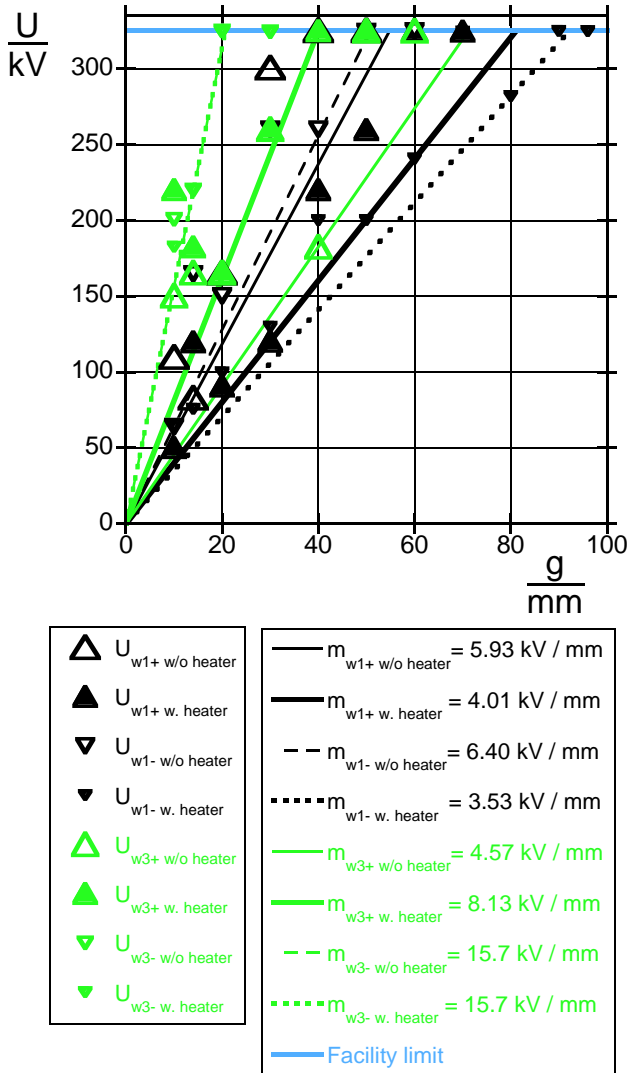 U
kV
300
250
200
150
100
50
0
0 20 40 60 80 100
g
mm
U w1+ w/o heater
U w1+ w. heater
U w1- w/o heater
U w1- w. heater
U w3+ w/o heater
U w3+ w. heater
U w3- w/o heater
U w3- w. heater
m w1+ w/o heater = 5.93 kV / mm
m w1+ w. heater = 4.01 kV / mm
m w1- w/o heater = 6.40 kV / mm
m w1- w. heater = 3.53 kV / mm
m w3+ w/o heater = 4.57 kV / mm
m w3+ w. heater = 8.13 kV / mm
m w3- w/o heater = 15.7 kV / mm
m w3- w. heater = 15.7 kV / mm
Facility limit